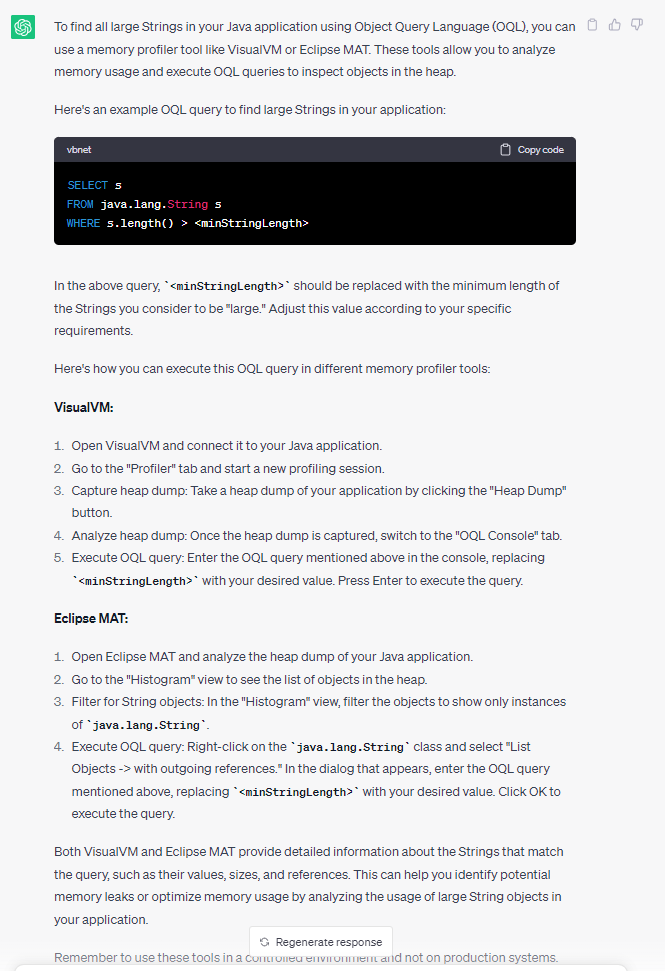 To find all large Strings in your Java application using Object Query Language (OQL), you can
use a memory profiler tool like VisualVM or Eclipse MAT. These tools allow you to analyze
memory usage and execute OQL queries to inspect objects in the heap.
Here's an example OQL query to find large Strings in your application:
vbnet
Copy code
SELECT s
FROM java.lang.String s
WHERE s.length() > <minStringLength>
In the above query, `<minStringLength>` should be replaced with the minimum length of
the Strings you consider to be "large." Adjust this value according to your specific
requirements.
Here's how you can execute this OQL query in different memory profiler tools:
VisualVM:
1. Open VisualVM and connect it to your Java application.
2. Go to the "Profiler" tab and start a new profiling session.
3. Capture heap dump: Take a heap dump of your application by clicking the "Heap Dump"
button.
4. Analyze heap dump: Once the heap dump is captured, switch to the "OQL Console" tab.
5. Execute OQL query: Enter the OQL query mentioned above in the console, replacing
`<minStringLength>` with your desired value. Press Enter to execute the query.
Eclipse MAT:
1. Open Eclipse MAT and analyze the heap dump of your Java application.
2. Go to the "Histogram" view to see the list of objects in the heap.
3. Filter for String objects: In the "Histogram" view, filter the objects to show only instances
of `java.lang.String`.
4. Execute OQL query: Right-click on the `java.lang.String` class and select "List
Objects -> with outgoing references." In the dialog that appears, enter the OQL query
mentioned above, replacing `<minStringLength>` with your desired value. Click OK to
execute the query.
Both VisualVM and Eclipse MAT provide detailed information about the Strings that match
the query, such as their values, sizes, and references. This can help you identify potential
memory leaks or optimize memory usage by analyzing the usage of large String objects in
your application.
Regenerate response
Remember to use these tools in a controlled environment and not on production systems.